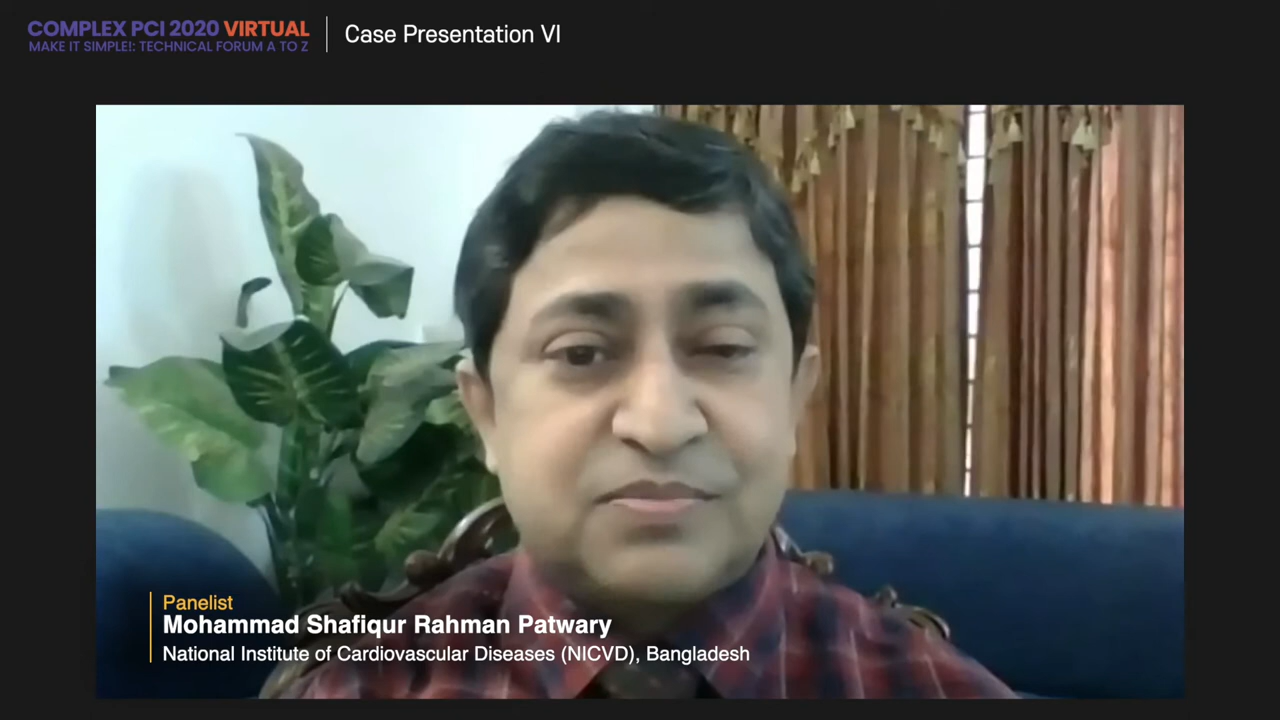 COMPLEX PCI 2020 VIRTUAL
MAKE IT SIMPLE!: TECHNICAL FORUM A TO Z
Case Presentation VI
Panelist
Mohammad Shafiqur Rahman Patwary
National Institute of Cardiovascular Diseases (NICVD), Bangladesh